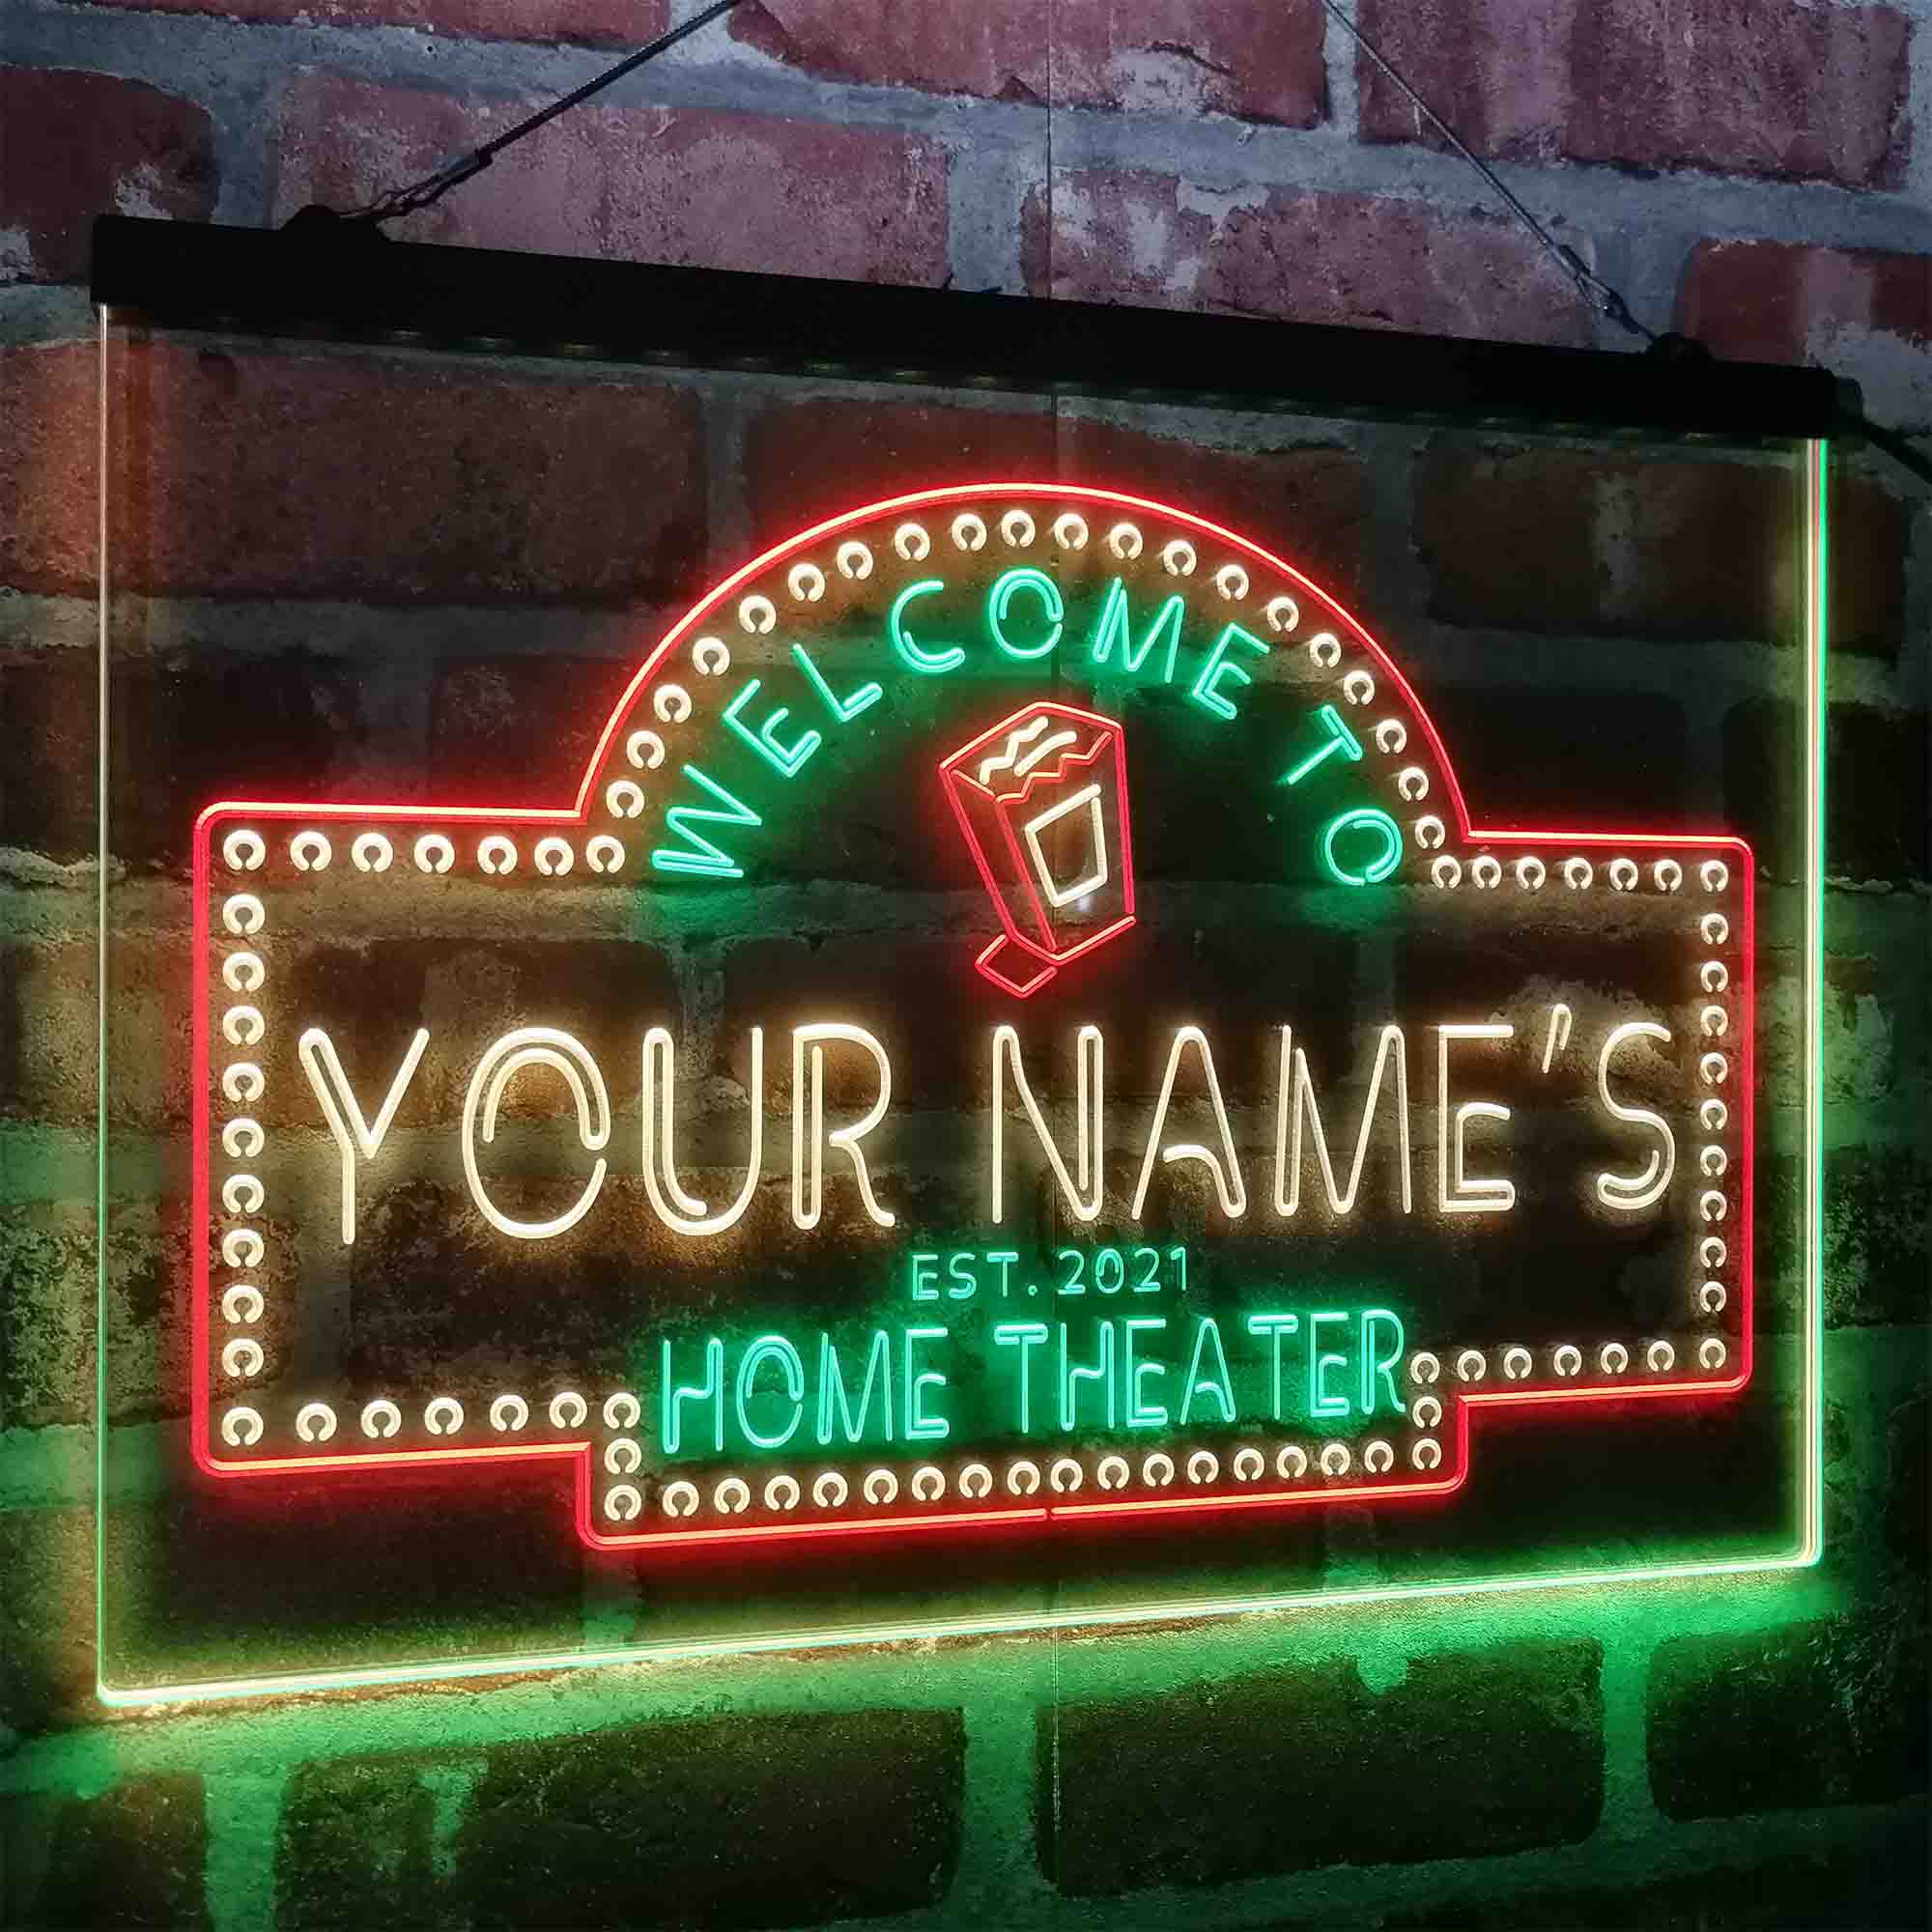 WELCOME TO
YOUR NAME'S
EST. 2021
HOME THEATER